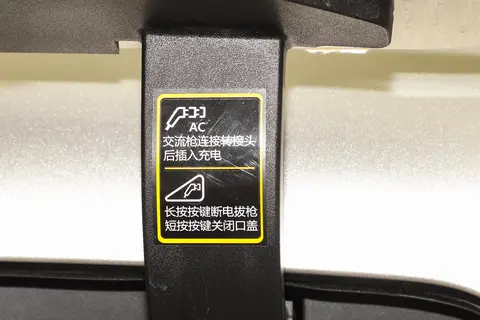 AC
交流枪连接转接头
后插入充电
长按按键断电拔枪
短按按键关闭口盖